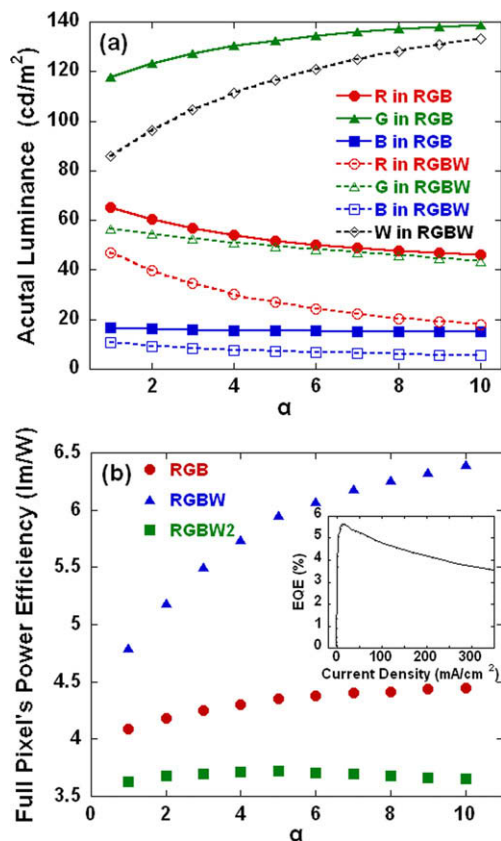 (a)
Acutal Luminance (cd/m²)
140
120
100
80
60
40
20
0
R in RGB
G in RGB
B in RGB
R in RGBW
G in RGBW
B in RGBW
W in RGBW
2 4 6 8 10
α
(b)
Full Pixel's Power Efficiency (lm/W)
6.5
6
5.5
5
4.5
4
3.5
RGB
RGBW
RGBW2
EQE (%)
6
5
4
3
2
1
0
0 100 200 300
Current Density (mA/cm²)
0 2 4 6 8 10
α